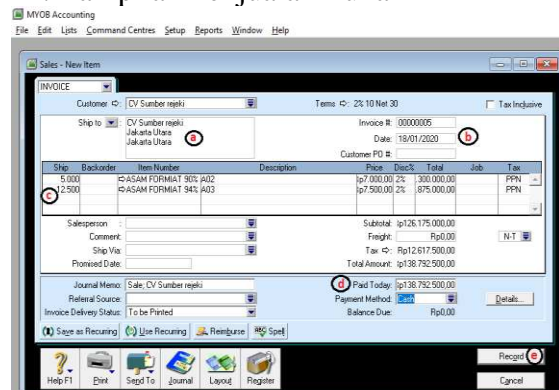 MYOB Accounting
File Edit Lists Command Centres Setup Reports Window Help
Sales - New Item
INVOICE
Customer ⇨: CV Sumber rejeki Terms ⇨: 2% 10 Net 30 Tax Inclusive
Ship to : CV Sumber rejeki Invoice #: 00000005
Jakarta Utara a Date: 18/01/2020 b
Jakarta Utara Customer PO #:
Ship Backorder Item Number Description Price Disc% Total Job Tax
5.000 ⇨ASAM FORMIAT 90% A02 Rp7.000,00 2% 300.000,00 PPN
c 12.500 ⇨ASAM FORMIAT 94% A03 Rp7.500,00 2% .875.000,00 PPN
Salesperson : Subtotal: Rp126.175.000,00
Comment: Freight: Rp0,00 N-T
Ship Via: Tax ⇨: Rp12.617.500,00
Promised Date: Total Amount: Rp138.792.500,00
Journal Memo: Sale; CV Sumber rejeki d Paid Today: Rp138.792.500,00
Referral Source: Payment Method: Cash Details...
Invoice Delivery Status: To be Printed Balance Due: Rp0,00
Save as Recurring Use Recurring Reimburse ABC Spell
Help F1 Print Send To Journal Layout Register
Record e
Cancel